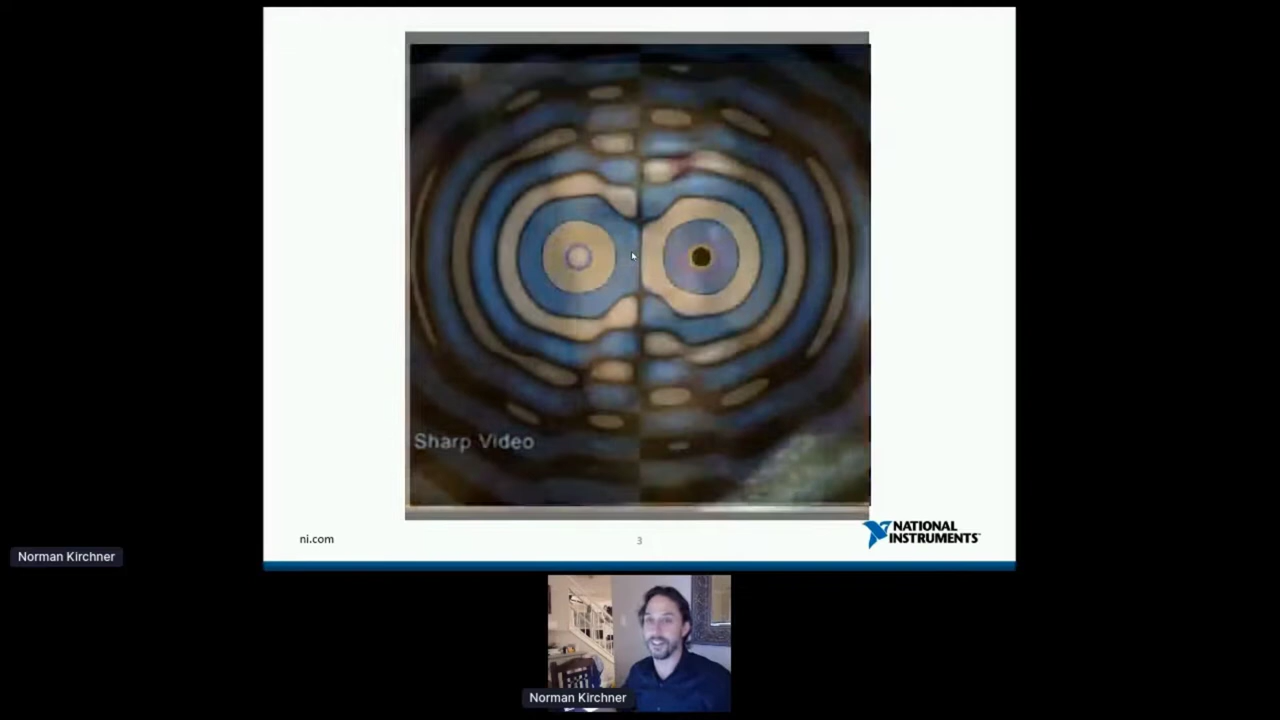 Sharp Video
ni.com
3
NATIONAL
INSTRUMENTS
Norman Kirchner
Norman Kirchner